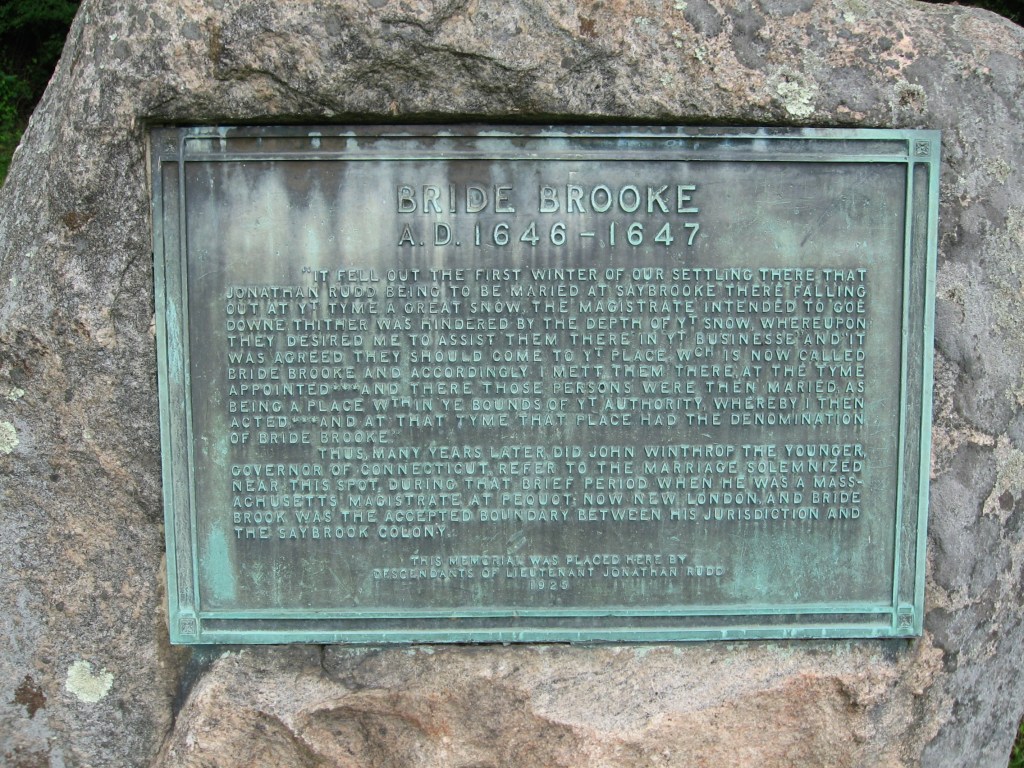 BRIDE BROOKE
A.D. 1646-1647
"IT FELL OUT THE FIRST WINTER OF OUR SETTLING THERE, THAT
JONATHAN RUDD BEING TO BE MARIED AT SAYBROOKE THERE FALLING
OUT AT YT TYME A GREAT SNOW, THE MAGISTRATE INTENDED TO GOE
DOWNE THITHER WAS HINDERED BY THE DEPTH OF YT SNOW, WHEREUPON
THEY DESIRED ME TO ASSIST THEM THERE IN YT BUSINESSE AND IT
WAS AGREED THEY SHOULD COME TO YT PLACE WCH IS NOW CALLED
BRIDE BROOKE AND ACCORDINGLY I METT THEM THERE, AT THE TYME
APPOINTED***AND THERE THOSE PERSONS WERE THEN MARIED, AS
BEING A PLACE WTHIN YE BOUNDS OF YT AUTHORITY, WHEREBY I THEN
ACTED***AND AT THAT TYME THAT PLACE HAD THE DENOMINATION
OF BRIDE BROOKE"
THUS, MANY YEARS LATER, DID JOHN WINTHROP THE YOUNGER,
GOVERNOR OF CONNECTICUT, REFER TO THE MARRIAGE SOLEMNIZED
NEAR THIS SPOT, DURING THAT BRIEF PERIOD WHEN HE WAS A MASS-
ACHUSETTS MAGISTRATE AT PEQUOT, NOW NEW LONDON, AND BRIDE
BROOK WAS THE ACCEPTED BOUNDARY BETWEEN HIS JURISDICTION AND
THE SAYBROOK COLONY.
THIS MEMORIAL WAS PLACED HERE BY
DESCENDANTS OF LIEUTENANT JONATHAN RUDD
1925